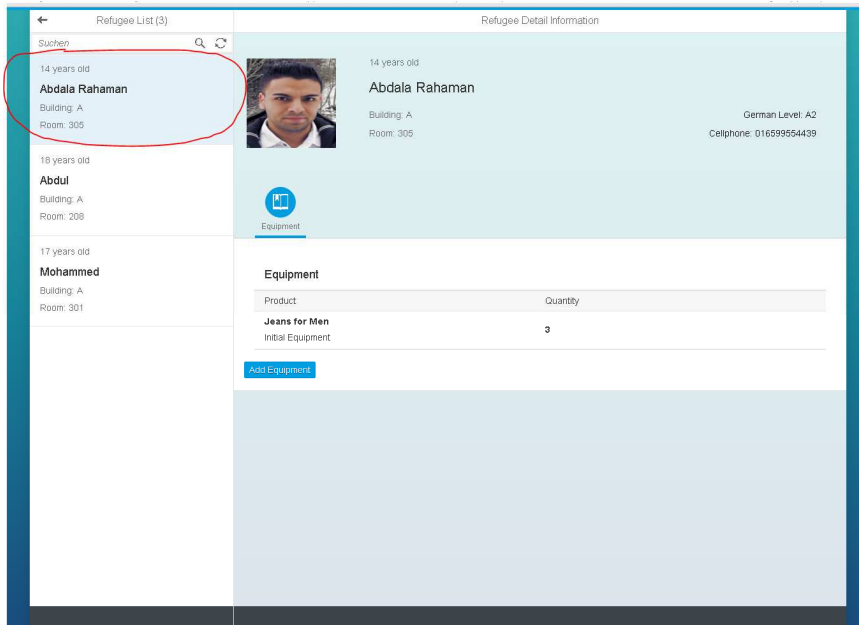 Refugee List (3)
Refugee Detail Information
Suchen
14 years old
Abdala Rahaman
Building: A
Room: 305
18 years old
Abdul
Building: A
Room: 208
17 years old
Mohammed
Building: A
Room: 301
14 years old
Abdala Rahaman
Building: A
German Level: A2
Room: 305
Cellphone: 016599554439
Equipment
Equipment
Product
Quantity
Jeans for Men
3
Initial Equipment
Add Equipment